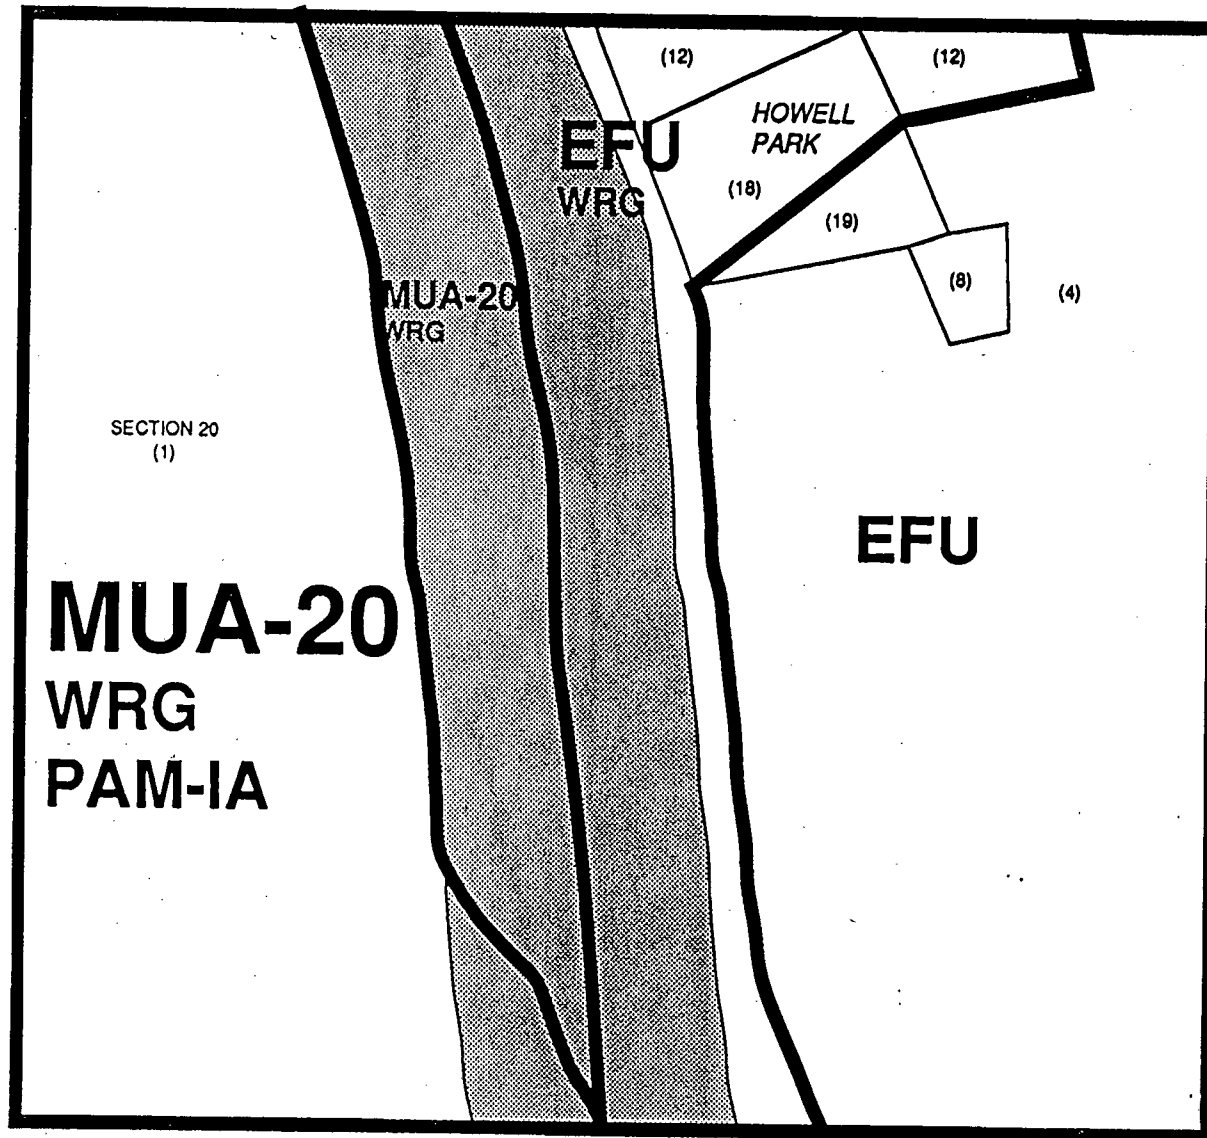 (12)
(12)
HOWELL
PARK
EFU
WRG
(18)
(19)
(8)
(4)
MUA-20
WRG
SECTION 20
(1)
EFU
MUA-20
WRG
PAM-IA